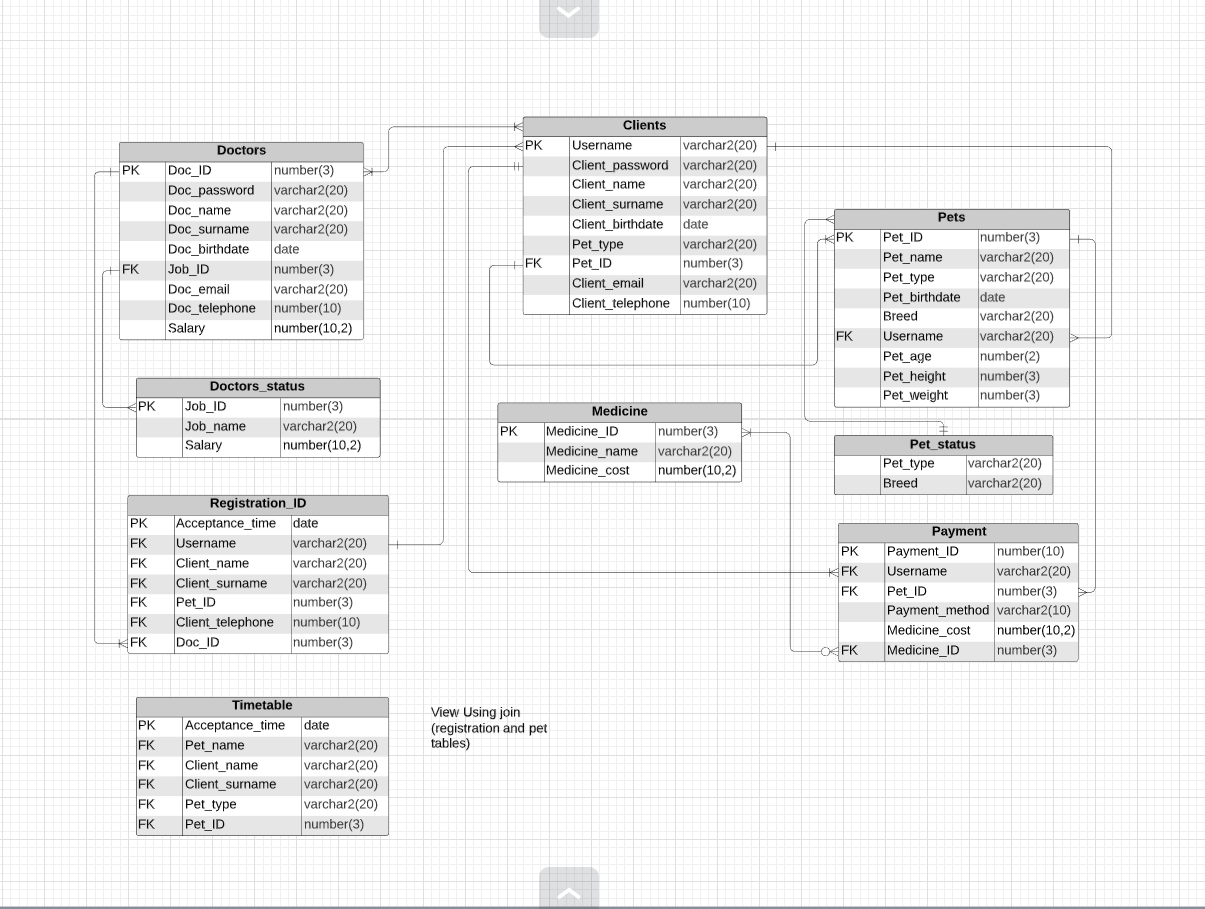 Doctors
PK Doc_ID number(3)
Doc_password varchar2(20)
Doc_name varchar2(20)
Doc_surname varchar2(20)
Doc_birthdate date
FK Job_ID number(3)
Doc_email varchar2(20)
Doc_telephone number(10)
Salary number(10,2)
Clients
PK Username varchar2(20)
Client_password varchar2(20)
Client_name varchar2(20)
Client_surname varchar2(20)
Client_birthdate date
Pet_type varchar2(20)
FK Pet_ID number(3)
Client_email varchar2(20)
Client_telephone number(10)
Pets
PK Pet_ID number(3)
Pet_name varchar2(20)
Pet_type varchar2(20)
Pet_birthdate date
Breed varchar2(20)
FK Username varchar2(20)
Pet_age number(2)
Pet_height number(3)
Pet_weight number(3)
Doctors_status
PK Job_ID number(3)
Job_name varchar2(20)
Salary number(10,2)
Medicine
PK Medicine_ID number(3)
Medicine_name varchar2(20)
Medicine_cost number(10,2)
Pet_status
Pet_type varchar2(20)
Breed varchar2(20)
Registration_ID
PK Acceptance_time date
FK Username varchar2(20)
FK Client_name varchar2(20)
FK Client_surname varchar2(20)
FK Pet_ID number(3)
FK Client_telephone number(10)
FK Doc_ID number(3)
Payment
PK Payment_ID number(10)
FK Username varchar2(20)
FK Pet_ID number(3)
Payment_method varchar2(10)
Medicine_cost number(10,2)
FK Medicine_ID number(3)
Timetable
PK Acceptance_time date
FK Pet_name varchar2(20)
FK Client_name varchar2(20)
FK Client_surname varchar2(20)
FK Pet_type varchar2(20)
FK Pet_ID number(3)
View Using join
(registration and pet
tables)